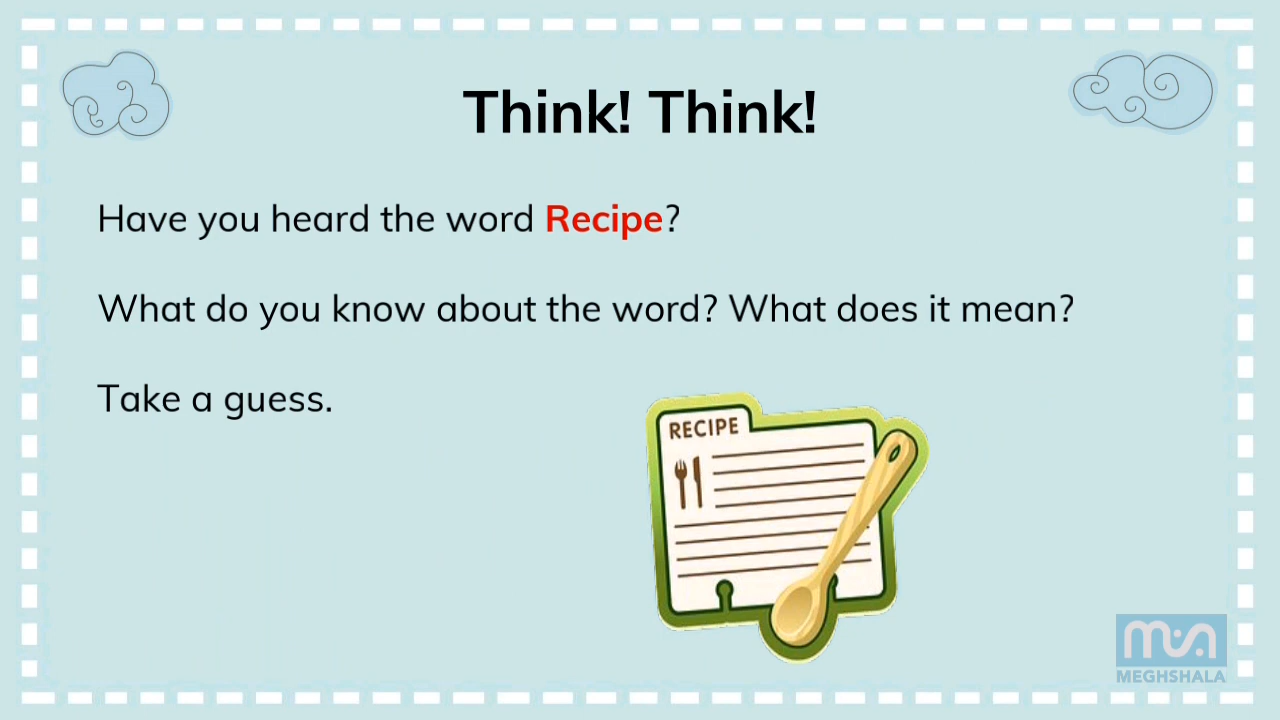 Think! Think!
Have you heard the word Recipe?
What do you know about the word? What does it mean?
Take a guess.
RECIPE
MEGHSHALA